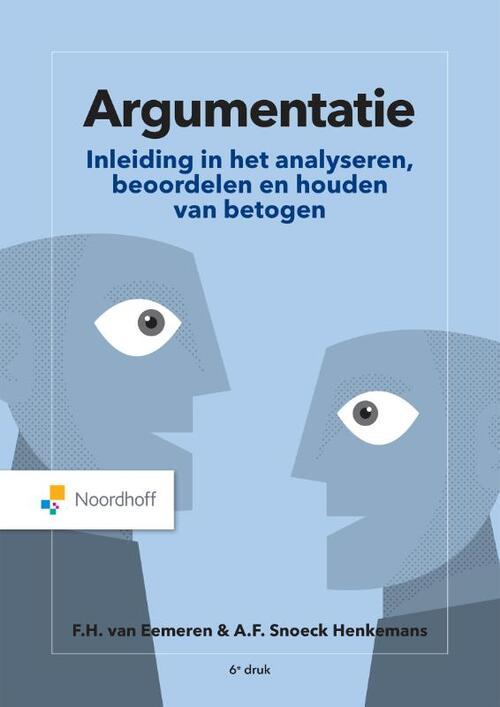 Argumentatie
Inleiding in het analyseren,
beoordelen en houden
van betogen
Noordhoff
F.H. van Eemeren & A.F. Snoeck Henkemans
6ᵉ druk